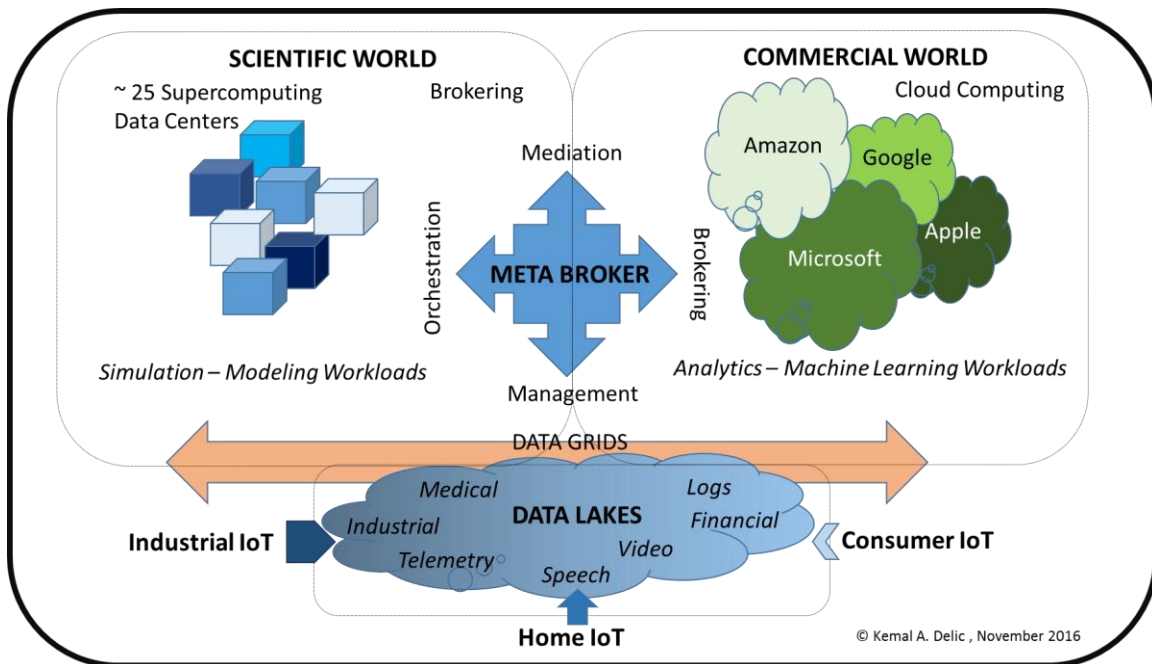 SCIENTIFIC WORLD
~ 25 Supercomputing
Data Centers
Brokering
COMMERCIAL WORLD
Cloud Computing
Mediation
Orchestration
META BROKER
Brokering
Management
Amazon
Google
Apple
Microsoft
Simulation – Modeling Workloads
Analytics – Machine Learning Workloads
DATA GRIDS
Medical
Logs
DATA LAKES
Industrial
Financial
Telemetry
Video
Speech
Industrial IoT
Consumer IoT
Home IoT
© Kemal A. Delic , November 2016